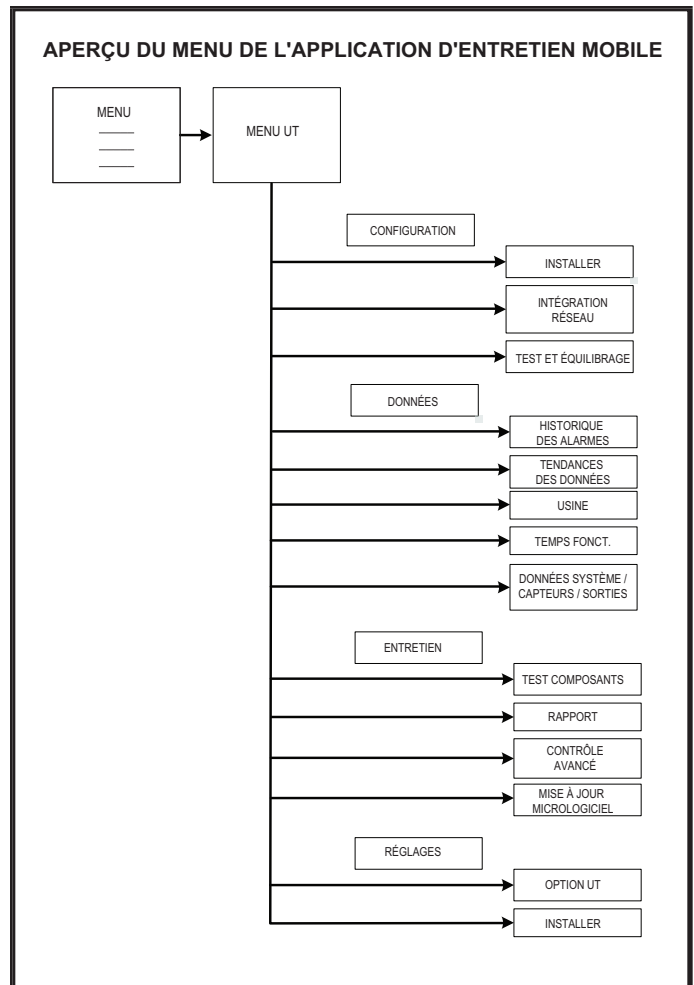 APERÇU DU MENU DE L'APPLICATION D'ENTRETIEN MOBILE
MENU
MENU UT
CONFIGURATION
INSTALLER
INTÉGRATION
RÉSEAU
TEST ET ÉQUILIBRAGE
DONNÉES
HISTORIQUE
DES ALARMES
TENDANCES
DES DONNÉES
USINE
TEMPS FONCT.
DONNÉES SYSTÈME /
CAPTEURS / SORTIES
ENTRETIEN
TEST COMPOSANTS
RAPPORT
CONTRÔLE
AVANCÉ
MISE À JOUR
MICROLOGICIEL
RÉGLAGES
OPTION UT
INSTALLER